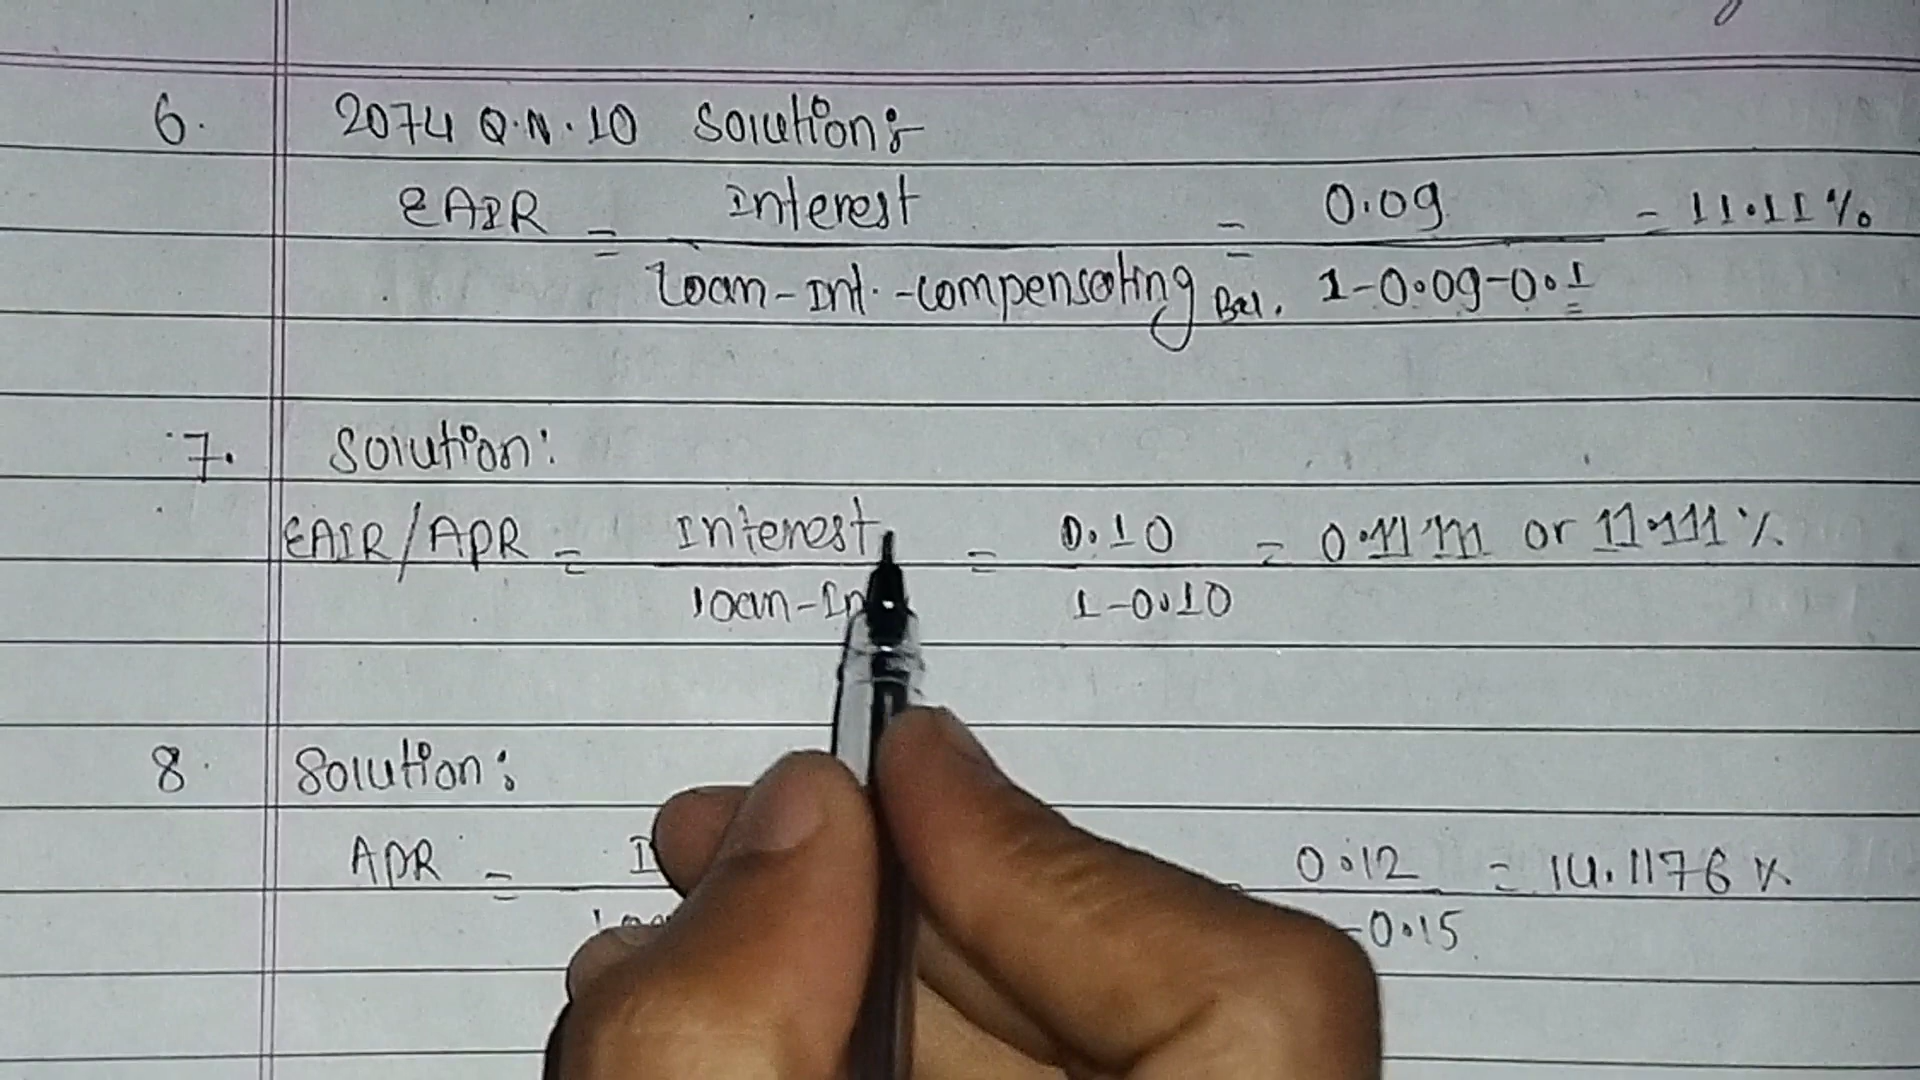 6. 2074 Q.N.10 Solution:-
EAIR = Interest / Loan-Int.-compensating Bal. = 0.09 / 1-0.09-0.1 = 11.11%
7. Solution:
EAIR/APR = Interest / loan-In = 0.10 / 1-0.10 = 0.11111 or 11.111%
8. Solution:
APR = I / Loa = 0.12 / -0.15 = 14.1176%